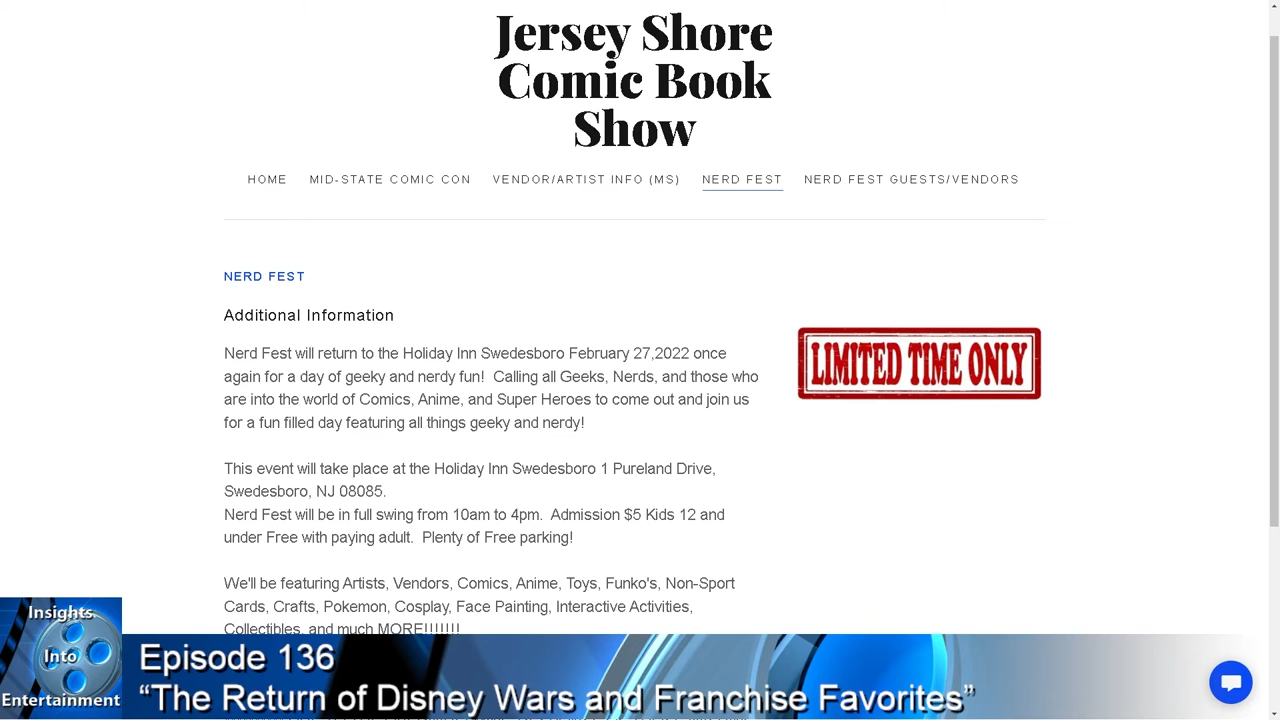 Jersey Shore
Comic Book
Show
HOME MID-STATE COMIC CON VENDOR/ARTIST INFO (MS) NERD FEST NERD FEST GUESTS/VENDORS
NERD FEST
Additional Information
Nerd Fest will return to the Holiday Inn Swedesboro February 27,2022 once
again for a day of geeky and nerdy fun!  Calling all Geeks, Nerds, and those who
are into the world of Comics, Anime, and Super Heroes to come out and join us
for a fun filled day featuring all things geeky and nerdy!
LIMITED TIME ONLY
This event will take place at the Holiday Inn Swedesboro 1 Pureland Drive,
Swedesboro, NJ 08085.
Nerd Fest will be in full swing from 10am to 4pm.  Admission $5 Kids 12 and
under Free with paying adult.  Plenty of Free parking!
We'll be featuring Artists, Vendors, Comics, Anime, Toys, Funko's, Non-Sport
Cards, Crafts, Pokemon, Cosplay, Face Painting, Interactive Activities,
Collectibles, and much MORE!!!!!!!
Insights
Into
Entertainment
Episode 136
“The Return of Disney Wars and Franchise Favorites”